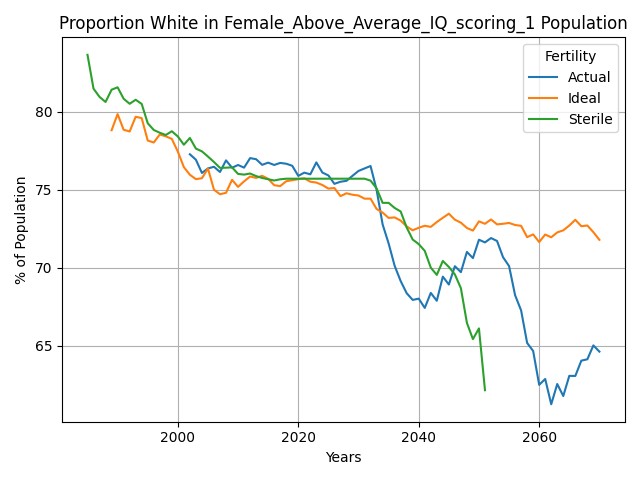 Proportion White in Female_Above_Average_IQ_scoring_1 Population
Fertility
Actual
Ideal
Sterile
% of Population
80
75
70
65
2000
2020
2040
2060
Years